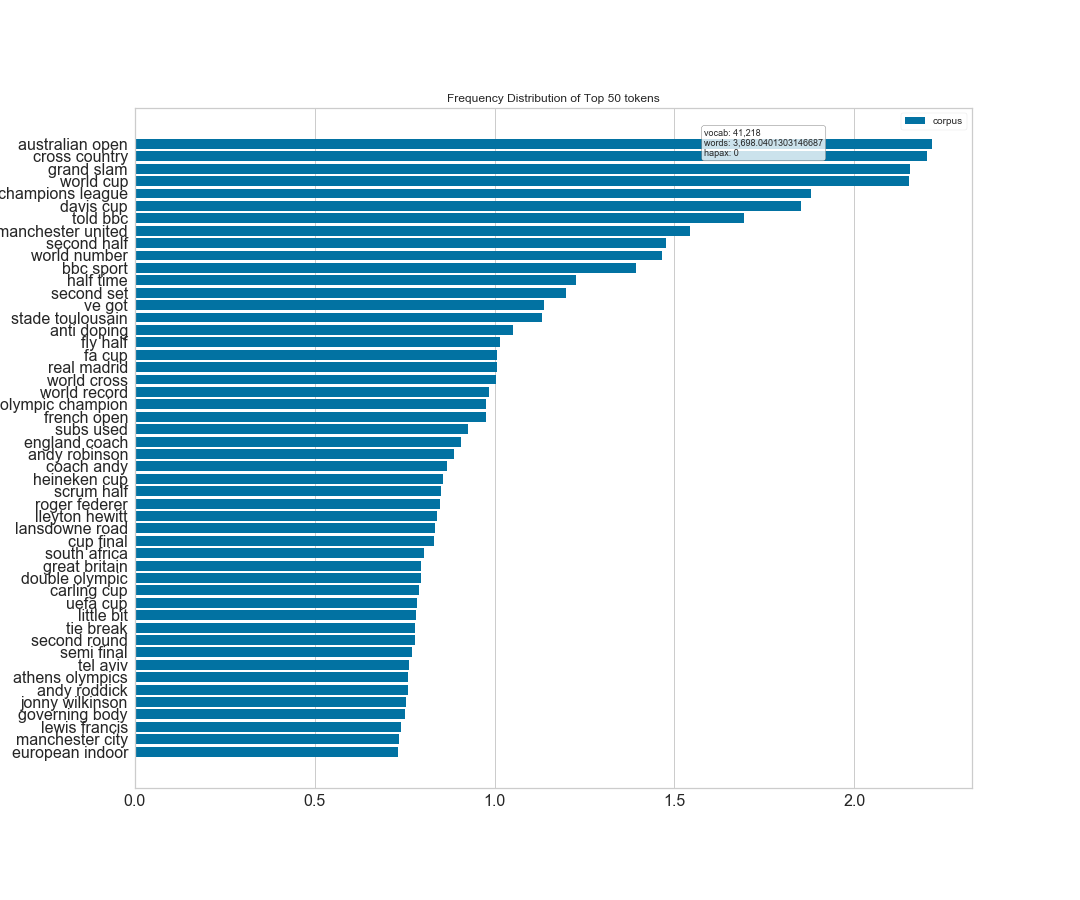 Frequency Distribution of Top 50 tokens
corpus
vocab: 41,218
words: 3,698.0401303146687
hapax: 0
australian open
cross country
grand slam
world cup
champions league
davis cup
told bbc
manchester united
second half
world number
bbc sport
half time
second set
ve got
stade toulousain
anti doping
fly half
fa cup
real madrid
world cross
world record
olympic champion
french open
subs used
england coach
andy robinson
coach andy
heineken cup
scrum half
roger federer
lleyton hewitt
lansdowne road
cup final
south africa
great britain
double olympic
carling cup
uefa cup
little bit
tie break
second round
semi final
tel aviv
athens olympics
andy roddick
jonny wilkinson
governing body
lewis francis
manchester city
european indoor
0.0 0.5 1.0 1.5 2.0